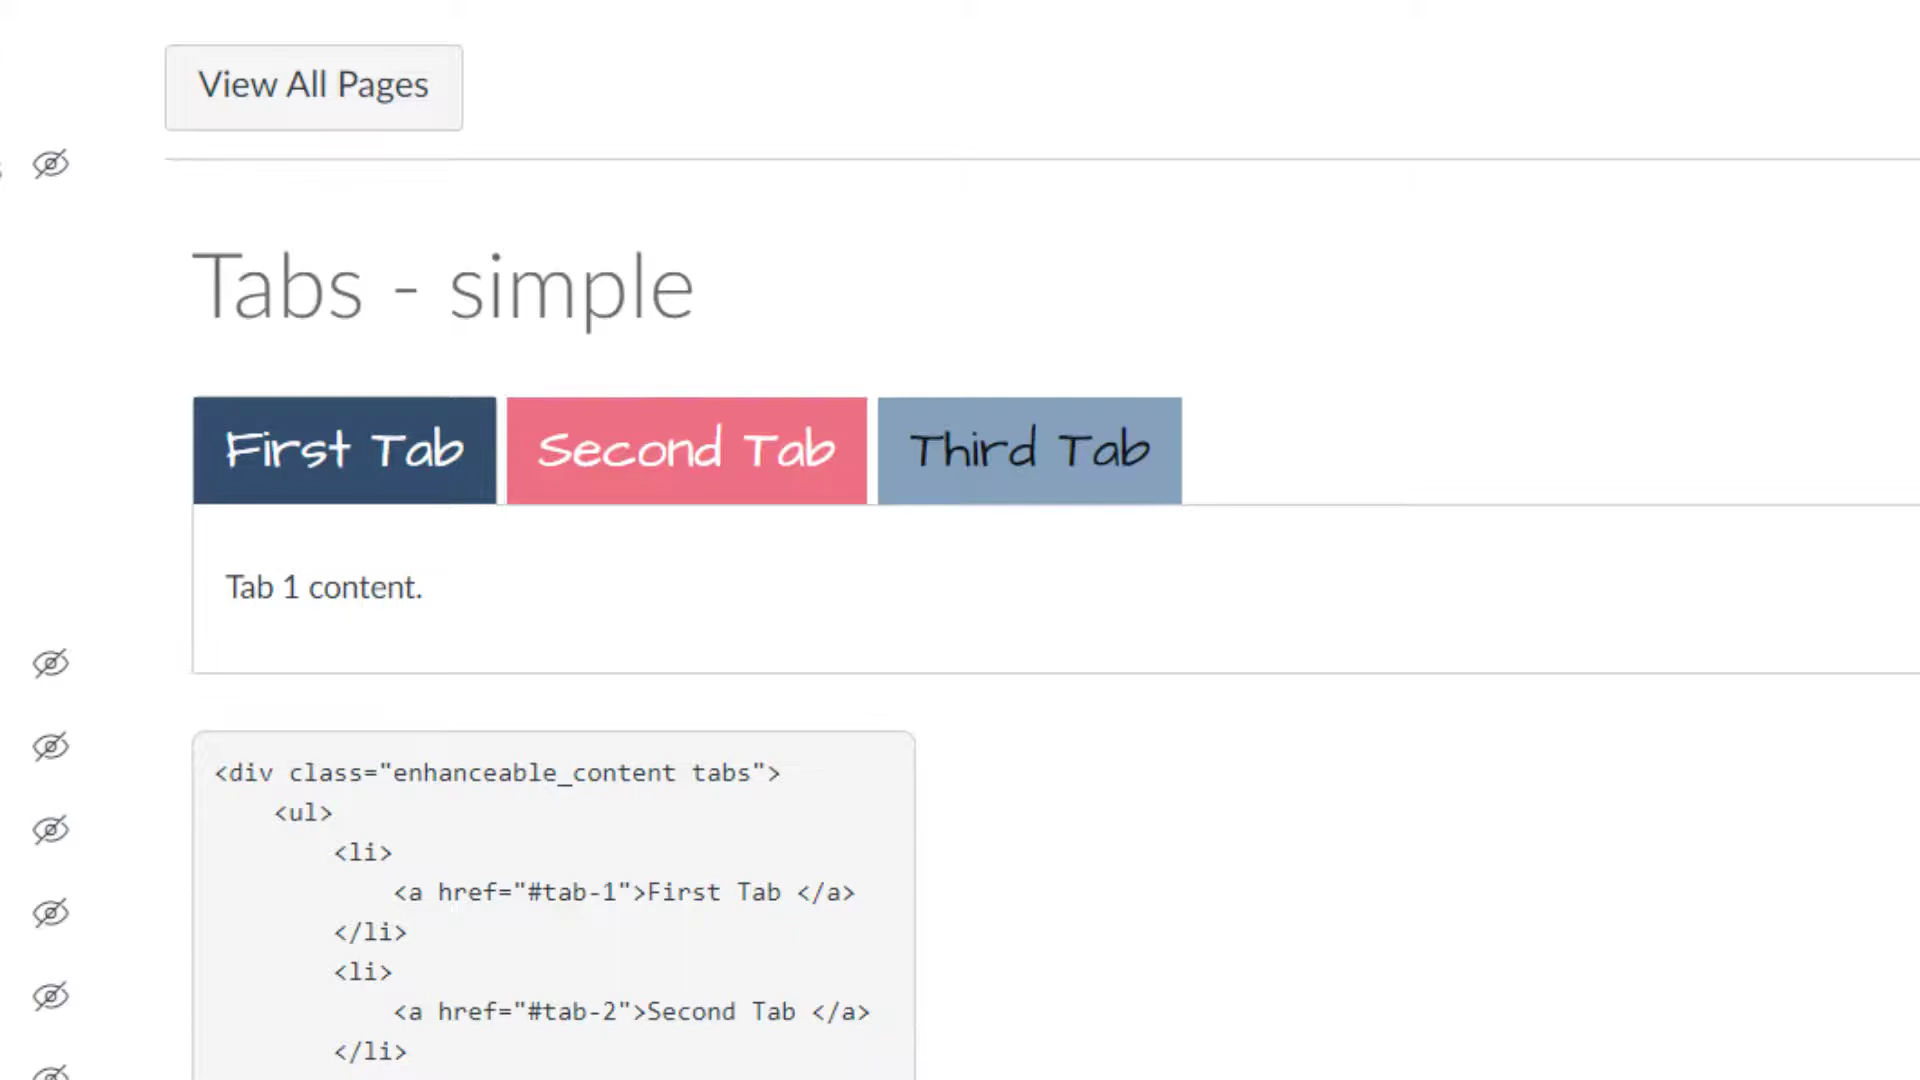 View All Pages
Tabs - simple
First Tab
Second Tab
Third Tab
Tab 1 content.
<div class="enhanceable_content tabs">
<ul>
<li>
<a href="#tab-1">First Tab </a>
</li>
<li>
<a href="#tab-2">Second Tab </a>
</li>